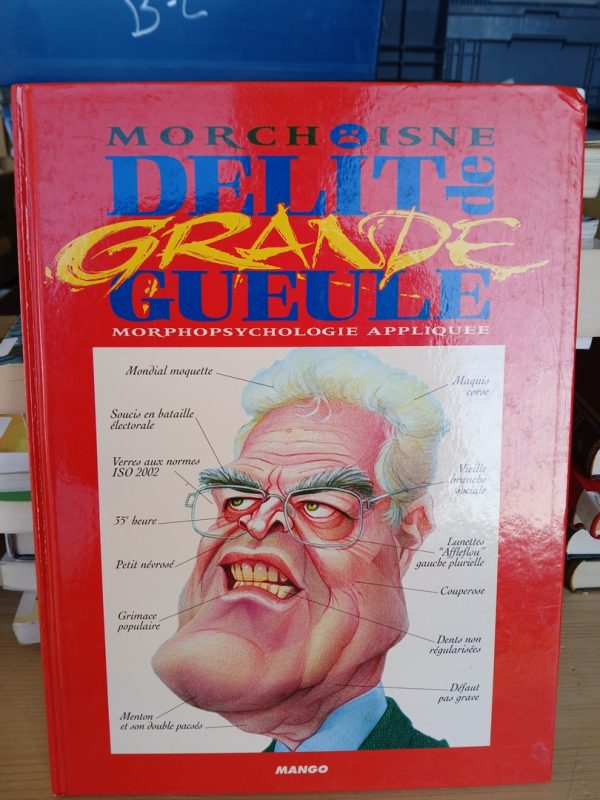 B-2
MORCHOISNE
DELIT de
GRANDE
GUEULE
MORPHOPSYCHOLOGIE APPLIQUEE
Mondial moquette
Maquis
corse
Soucis en bataille
électorale
Verres aux normes
ISO 2002
Vieille
branche
sociale
35e heure
Lunettes
"Affleflou"
gauche plurielle
Petit névrosé
Couperose
Grimace
populaire
Dents non
régularisées
Défaut
pas grave
Menton
et son double pacsés
MANGO